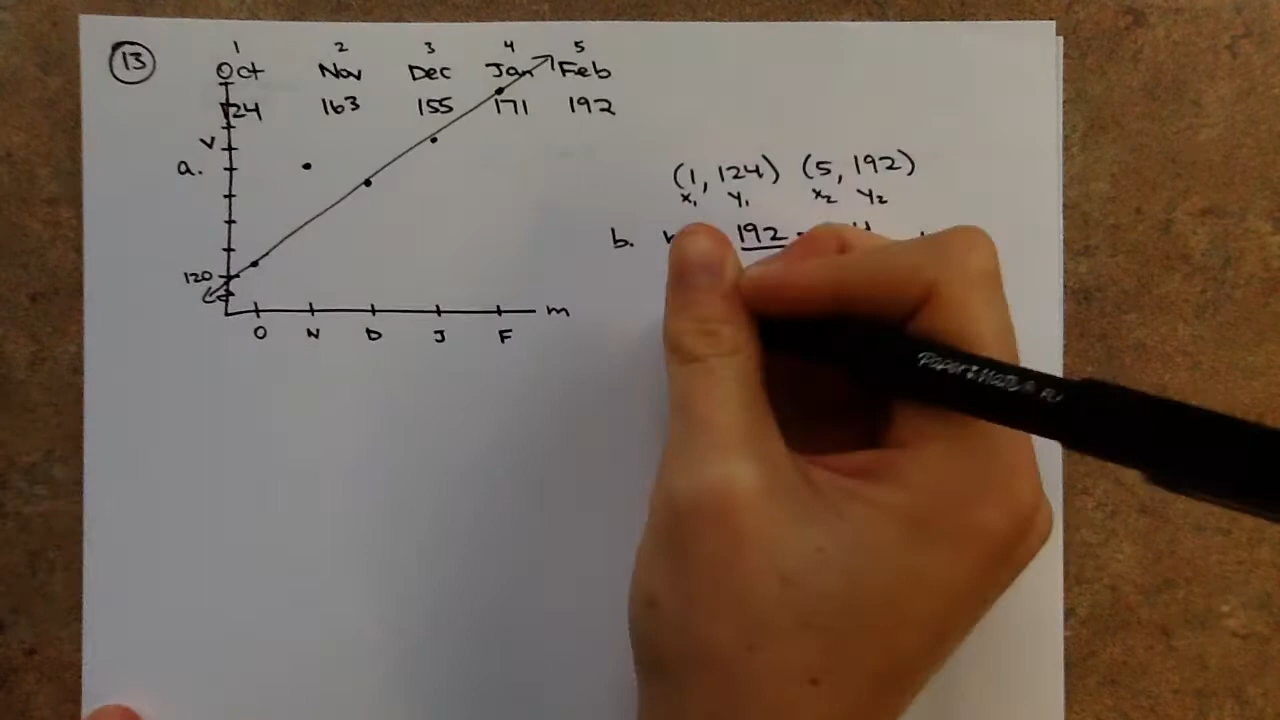 13
1 2 3 4 5
Oct Nov Dec Jan Feb
124 163 155 171 192
v
a.
(1, 124) (5, 192)
x₁ y₁ x₂ y₂
b. 192 -
120
m
O N D J F